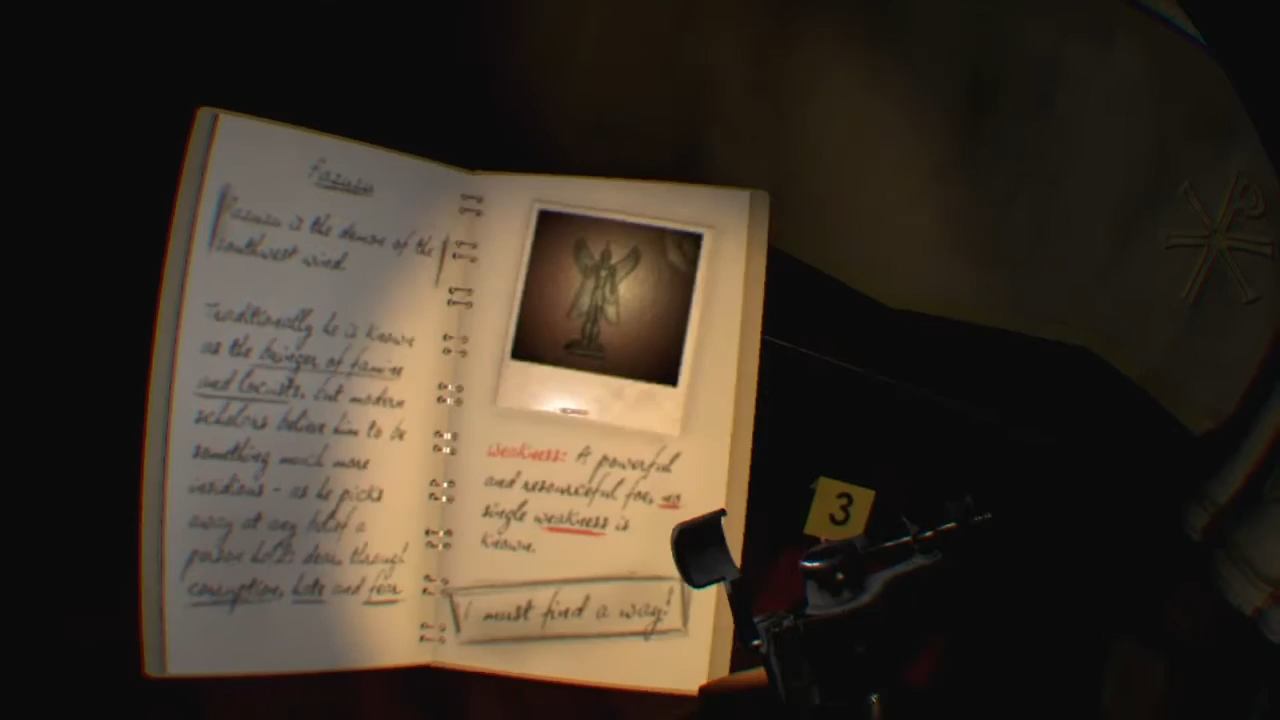 Pazuzu
Pazuzu is the demon of the
southwest wind.
Traditionally he is known
as the bringer of famine
and locusts, but modern
scholars believe him to be
something much more
insidious - as he picks
away at any belief a
person holds dear, through
corruption, hate and fear.
Weakness: A powerful
and resourceful foe, no
single weakness is
known.
I must find a way!
3